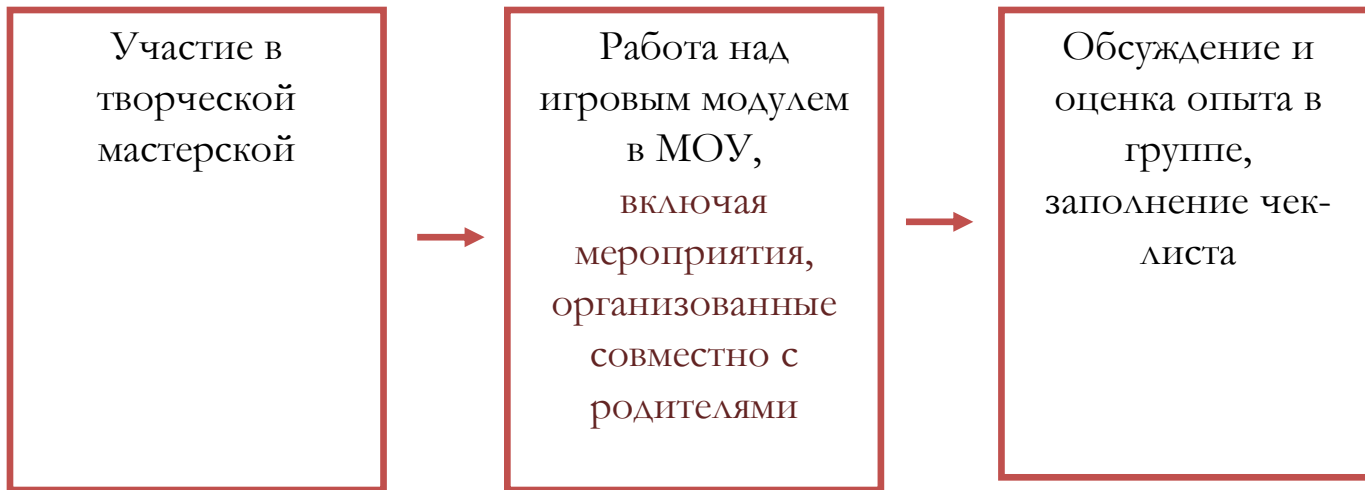 Участие в
творческой
мастерской
Работа над
игровым модулем
в МОУ,
включая
мероприятия,
организованные
совместно с
родителями
Обсуждение и
оценка опыта в
группе,
заполнение чек-
листа